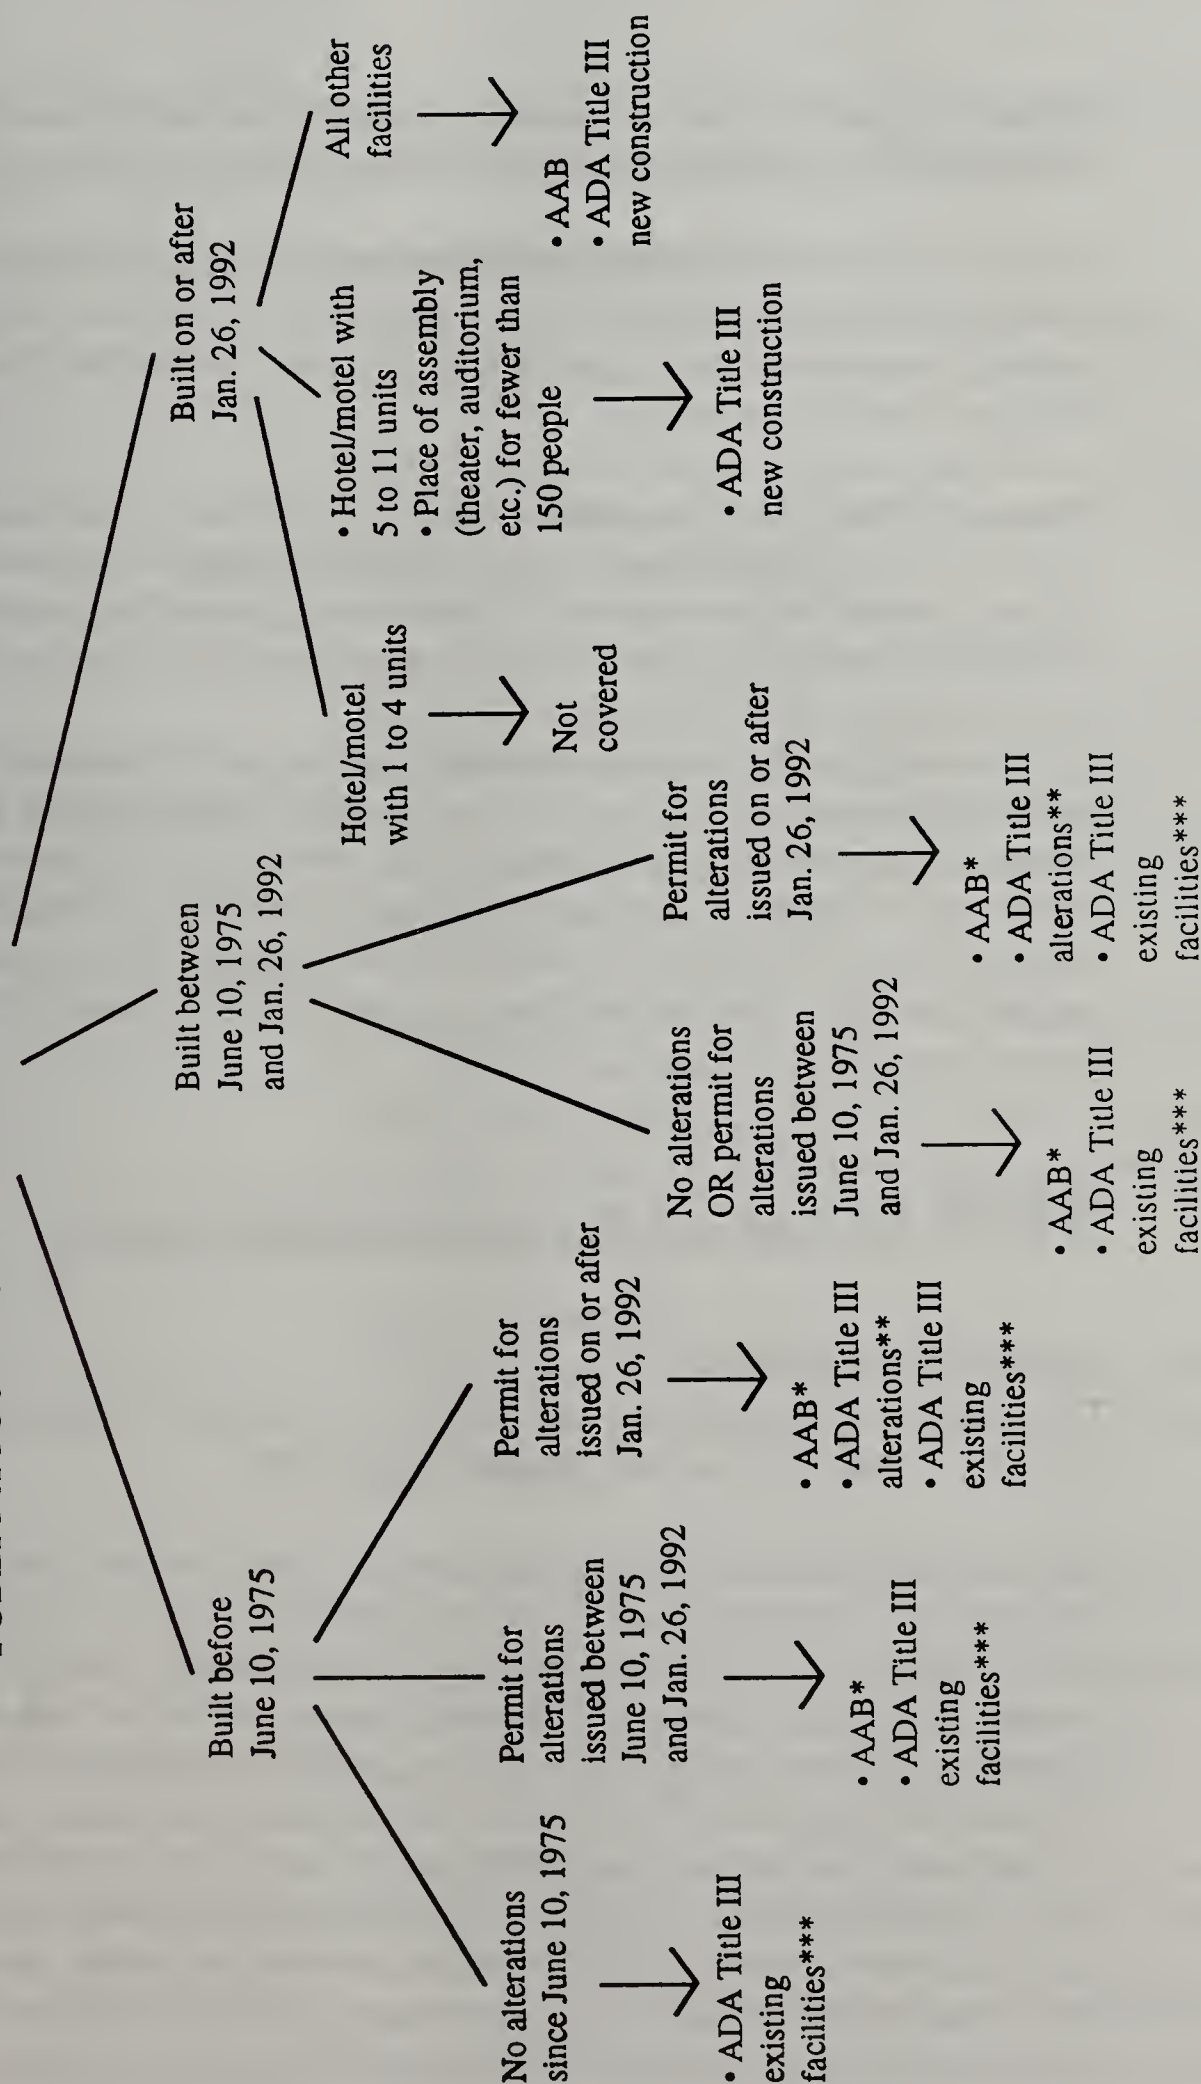 Built before
June 10, 1975
Built between
June 10, 1975
and Jan. 26, 1992
Built on or after
Jan. 26, 1992
No alterations
since June 10, 1975
• ADA Title III
existing
facilities***
Permit for
alterations
issued between
June 10, 1975
and Jan. 26, 1992
• AAB*
• ADA Title III
existing
facilities***
Permit for
alterations
issued on or after
Jan. 26, 1992
• AAB*
• ADA Title III
alterations**
• ADA Title III
existing
facilities***
No alterations
OR permit for
alterations
issued between
June 10, 1975
and Jan. 26, 1992
• AAB*
• ADA Title III
existing
facilities***
Permit for
alterations
issued on or after
Jan. 26, 1992
• AAB*
• ADA Title III
alterations**
• ADA Title III
existing
facilities***
Hotel/motel
with 1 to 4 units
Not
covered
• Hotel/motel with
5 to 11 units
• Place of assembly
(theater, auditorium,
etc.) for fewer than
150 people
• ADA Title III
new construction
All other
facilities
• AAB
• ADA Title III
new construction